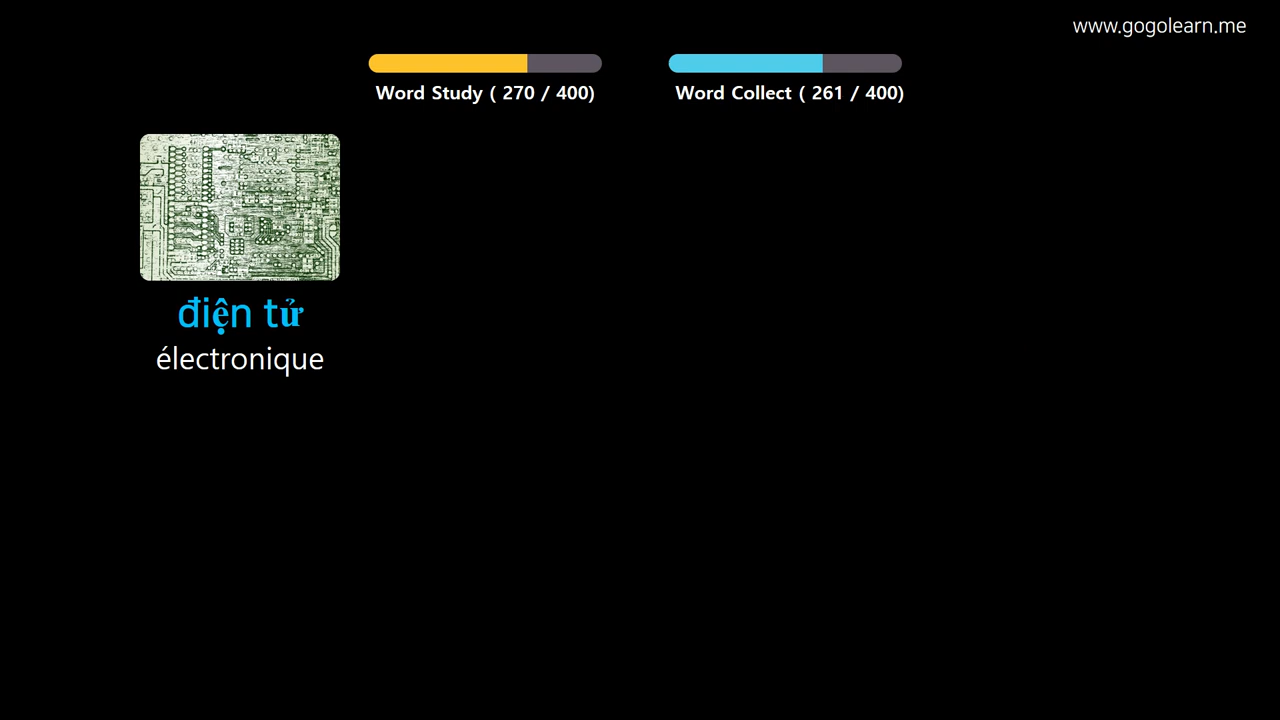 www.gogolearn.me
Word Study ( 270 / 400)
Word Collect ( 261 / 400)
điện tử
électronique